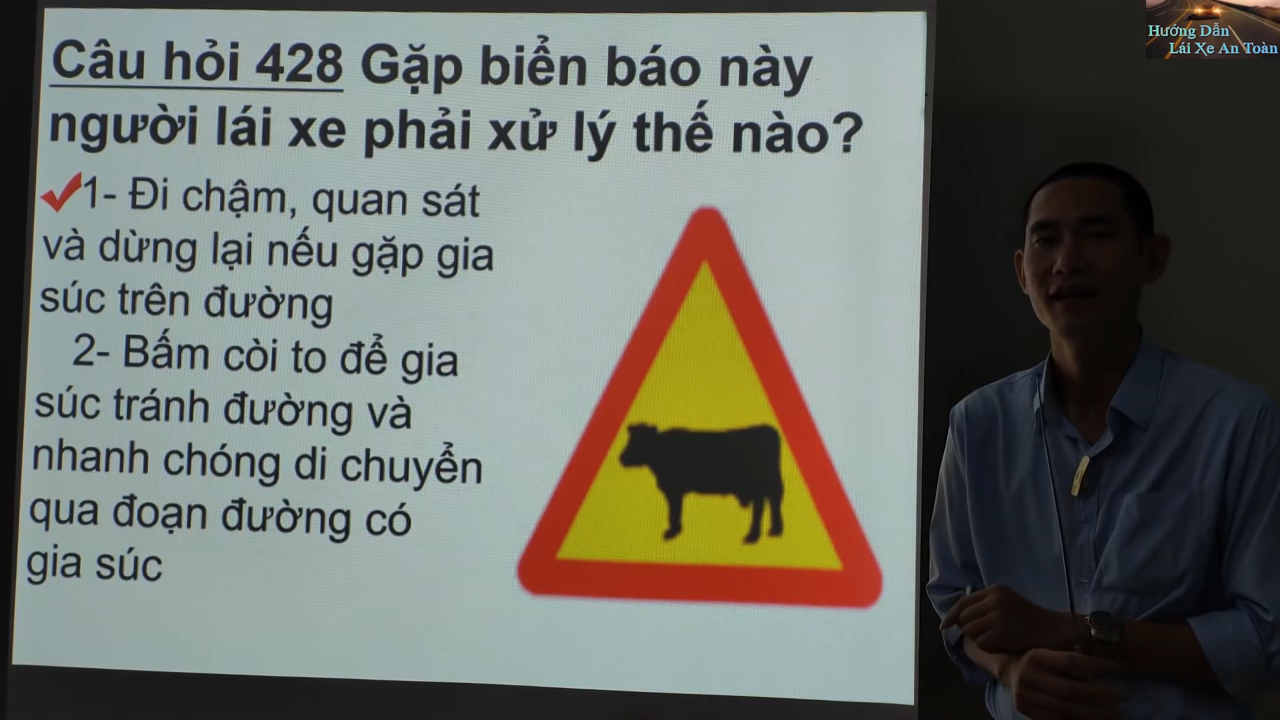 Hướng Dẫn
Lái Xe An Toàn
Câu hỏi 428 Gặp biển báo này
người lái xe phải xử lý thế nào?
1- Đi chậm, quan sát
và dừng lại nếu gặp gia
súc trên đường
2- Bấm còi to để gia
súc tránh đường và
nhanh chóng di chuyển
qua đoạn đường có
gia súc